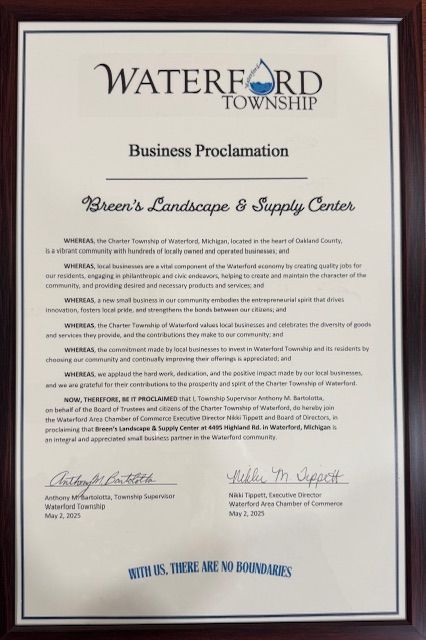 WATERFORD
TOWNSHIP
Business Proclamation
Breen's Landscape & Supply Center
WHEREAS, the Charter Township of Waterford, Michigan, located in the heart of Oakland County,
is a vibrant community with hundreds of locally owned and operated businesses; and
WHEREAS, local businesses are a vital component of the Waterford economy by creating quality jobs for
our residents, engaging in philanthropic and civic endeavors, helping to create and maintain the character of the
community, and providing desired and necessary products and services; and
WHEREAS, a new small business in our community embodies the entrepreneurial spirit that drives
innovation, fosters local pride, and strengthens the bonds between our citizens; and
WHEREAS, the Charter Township of Waterford values local businesses and celebrates the diversity of goods
and services they provide, and the contributions they make to our community; and
WHEREAS, the commitment made by local businesses to invest in Waterford Township and its residents by
choosing our community and continually improving their offerings is appreciated; and
WHEREAS, we applaud the hard work, dedication, and the positive impact made by our local businesses,
and we are grateful for their contributions to the prosperity and spirit of the Charter Township of Waterford.
NOW, THEREFORE, BE IT PROCLAIMED that I, Township Supervisor Anthony M. Bartolotta,
on behalf of the Board of Trustees and citizens of the Charter Township of Waterford, do hereby join
the Waterford Area Chamber of Commerce Executive Director Nikki Tippett and Board of Directors, in
proclaiming that Breen's Landscape & Supply Center at 4495 Highland Rd. in Waterford, Michigan is
an integral and appreciated small business partner in the Waterford community.
Anthony M. Bartolotta
Nikki M Tippett
Anthony M. Bartolotta, Township Supervisor
Waterford Township
May 2, 2025
Nikki Tippett, Executive Director
Waterford Area Chamber of Commerce
May 2, 2025
WITH US, THERE ARE NO BOUNDARIES